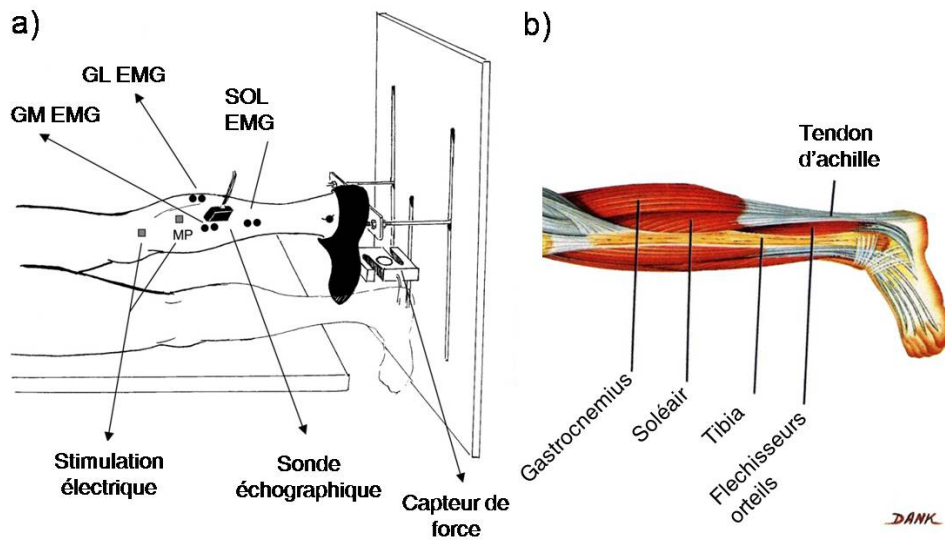 a)
GL EMG
GM EMG
SOL
EMG
MP
Stimulation
électrique
Sonde
échographique
Capteur de
force
b)
Tendon
d'achille
Gastrocnemius
Soléair
Tibia
Flechisseurs
orteils
DANK